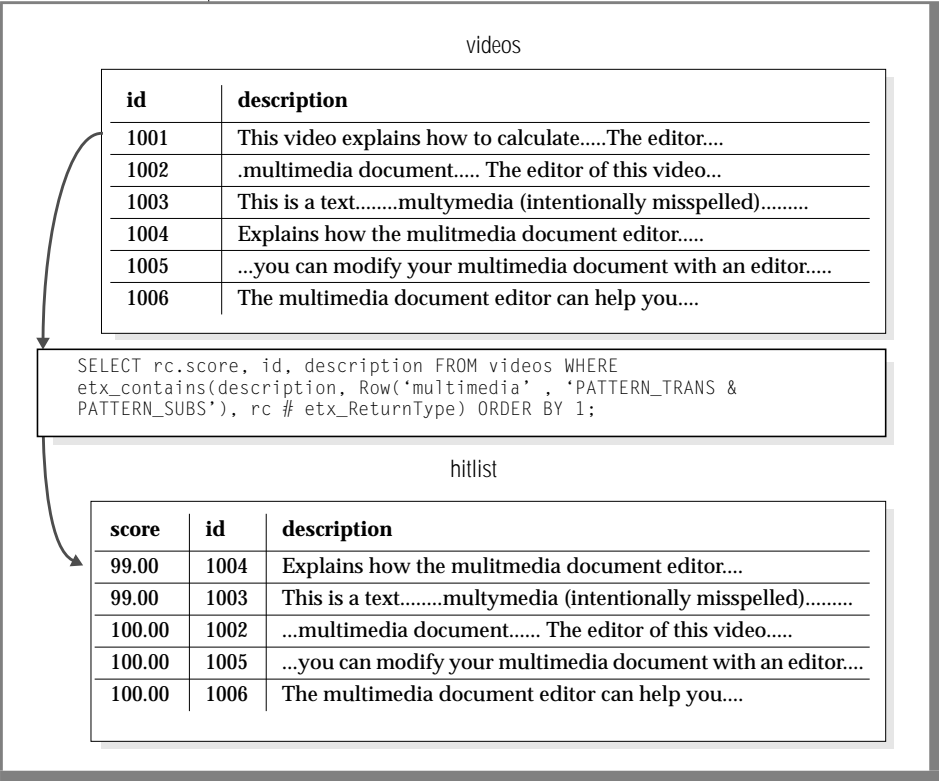 videos
id description
1001 This video explains how to calculate.....The editor....
1002 .multimedia document..... The editor of this video...
1003 This is a text........multymedia (intentionally misspelled).........
1004 Explains how the mulitmedia document editor.....
1005 ...you can modify your multimedia document with an editor.....
1006 The multimedia document editor can help you....
SELECT rc.score, id, description FROM videos WHERE
etx_contains(description, Row(‘multimedia’ , ‘PATTERN_TRANS &
PATTERN_SUBS’), rc # etx_ReturnType) ORDER BY 1;
hitlist
score id description
99.00 1004 Explains how the mulitmedia document editor....
99.00 1003 This is a text........multymedia (intentionally misspelled).........
100.00 1002 ...multimedia document...... The editor of this video.....
100.00 1005 ...you can modify your multimedia document with an editor....
100.00 1006 The multimedia document editor can help you....